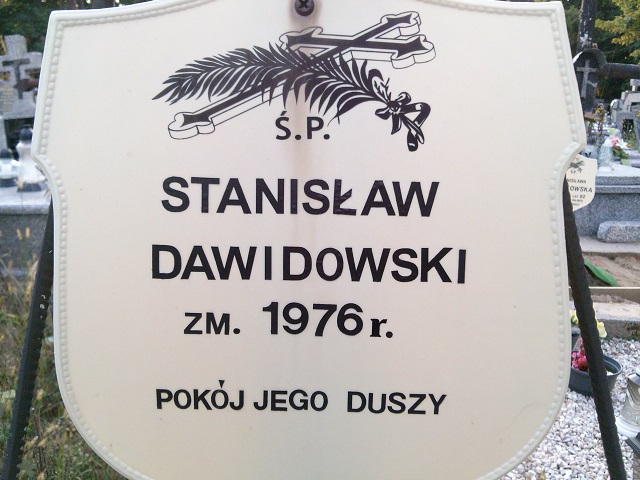 Ś.P.
STANISŁAW
DAWIDOWSKI
ZM. 1976 r.
POKÓJ JEGO DUSZY